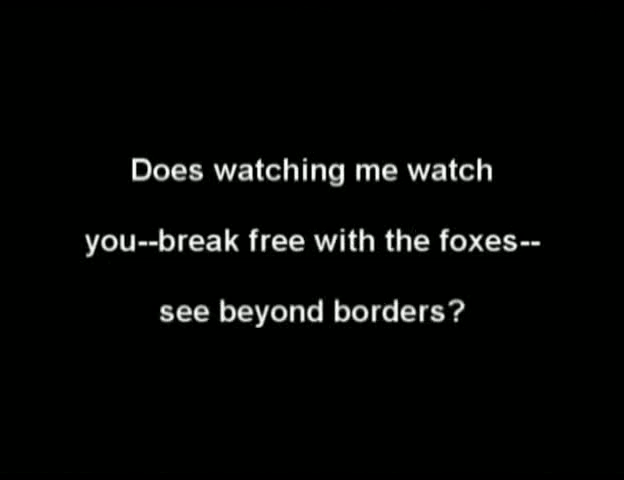 Does watching me watch
you--break free with the foxes--
see beyond borders?